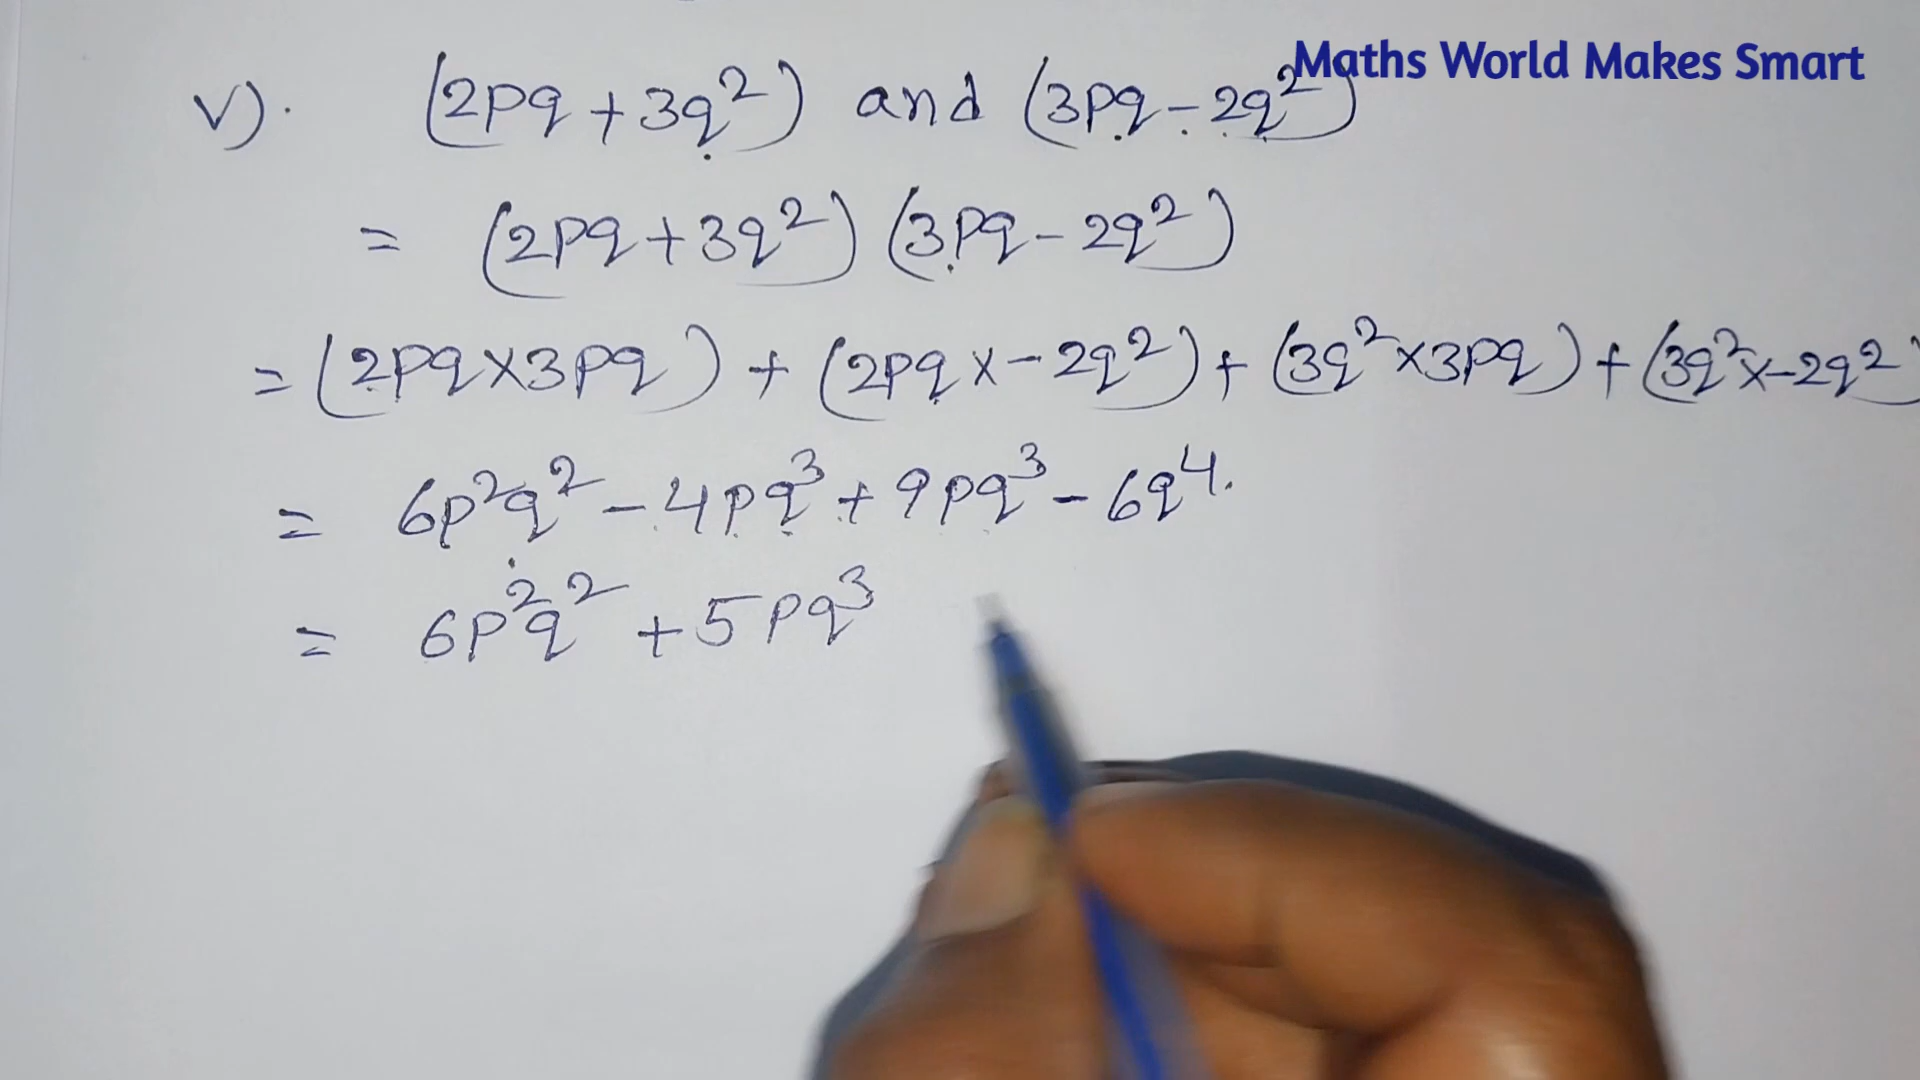 Maths World Makes Smart
v). (2pq + 3q²) and (3pq - 2q²)
= (2pq + 3q²) (3pq - 2q²)
= (2pq × 3pq) + (2pq × -2q²) + (3q² × 3pq) + (3q² × -2q²)
= 6p²q² - 4pq³ + 9pq³ - 6q⁴.
= 6p²q² + 5pq³